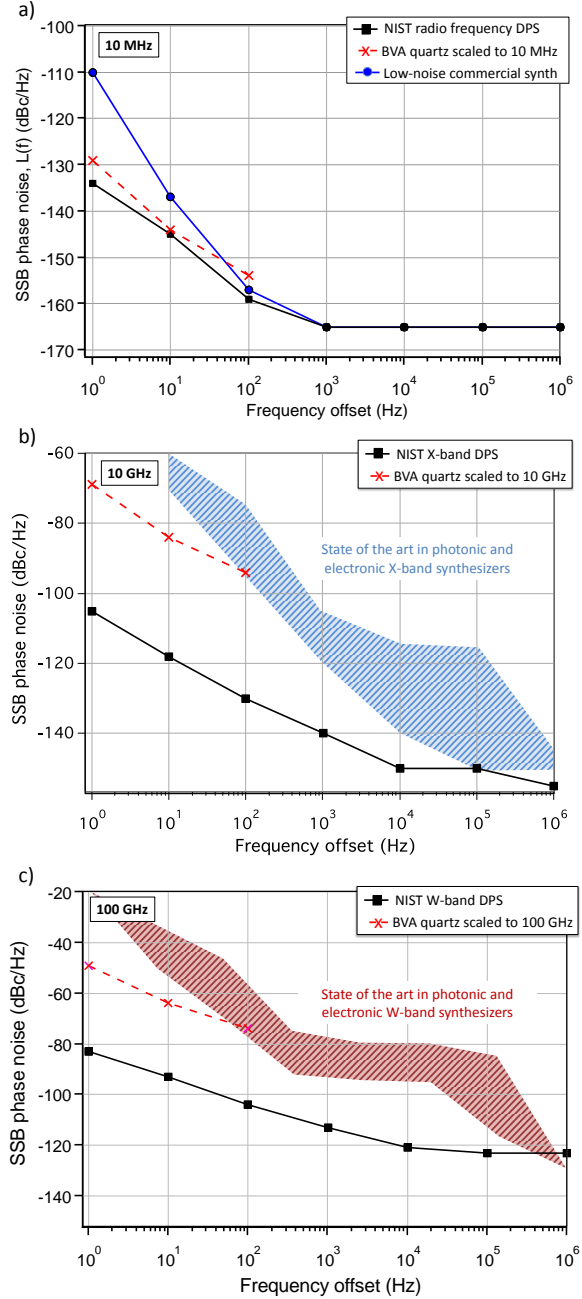 a)
10 MHz
NIST radio frequency DPS
BVA quartz scaled to 10 MHz
Low-noise commercial synth
SSB phase noise, L(f) (dBc/Hz)
-100
-110
-120
-130
-140
-150
-160
-170
10^0 10^1 10^2 10^3 10^4 10^5 10^6
Frequency offset (Hz)
b)
10 GHz
NIST X-band DPS
BVA quartz scaled to 10 GHz
State of the art in photonic and
electronic X-band synthesizers
SSB phase noise (dBc/Hz)
-60
-80
-100
-120
-140
10^0 10^1 10^2 10^3 10^4 10^5 10^6
Frequency offset (Hz)
c)
100 GHz
NIST W-band DPS
BVA quartz scaled to 100 GHz
State of the art in photonic and
electronic W-band synthesizers
SSB phase noise (dBc/Hz)
-20
-40
-60
-80
-100
-120
-140
10^0 10^1 10^2 10^3 10^4 10^5 10^6
Frequency offset (Hz)